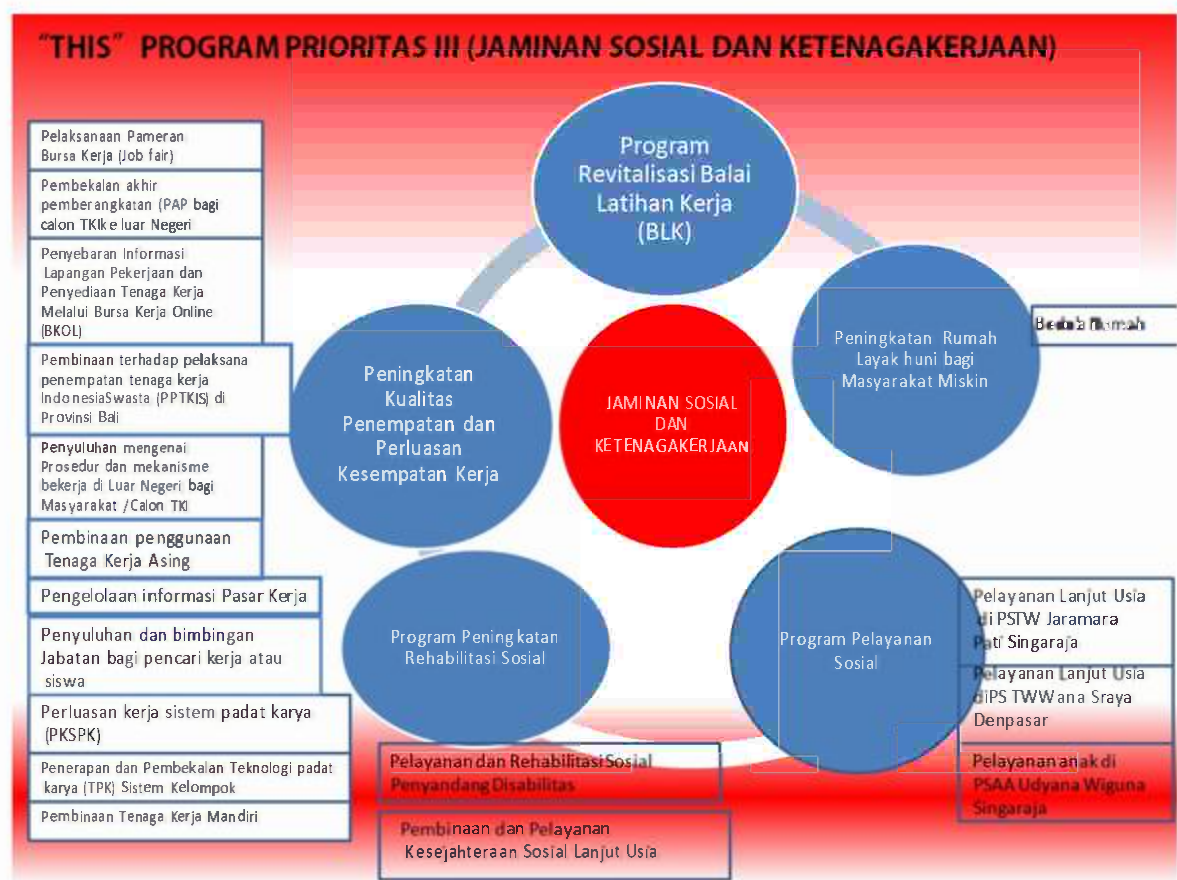 "THIS" PROGRAM PRIORITAS III (JAMINAN SOSIAL DAN KETENAGAKERJAAN)
Pelaksanaan Pameran
Bursa Kerja (Job fair)
Pembekalan akhir
pemberangkatan (PAP bagi
calon TKIke luar Negeri
Penyebaran Informasi
Lapangan Pekerjaan dan
Penyediaan Tenaga Kerja
Melalui Bursa Kerja Online
(BKOL)
Pembinaan terhadap pelaksana
penempatan tenaga kerja
IndonesiaSwasta (PPTKIS) di
Provinsi Bali
Penyuluhan mengenai
Prosedur dan mekanisme
bekerja di Luar Negeri bagi
Masyarakat /Calon TKI
Pembinaan penggunaan
Tenaga Kerja Asing
Pengelolaan informasi Pasar Kerja
Penyuluhan dan bimbingan
Jabatan bagi pencari kerja atau
siswa
Perluasan kerja sistem padat karya
(PKSPK)
Penerapan dan Pembekalan Teknologi padat
karya (TPK) Sistem Kelompok
Pembinaan Tenaga Kerja Mandiri
Program
Revitalisasi Balai
Latihan Kerja
(BLK)
Peningkatan Rumah
Layak huni bagi
Masyarakat Miskin
Bedah Rumah
Peningkatan
Kualitas
Penempatan dan
Perluasan
Kesempatan Kerja
JAMINAN SOSIAL
DAN
KETENAGAKERJAAN
Program Peningkatan
Rehabilitasi Sosial
Program Pelayanan
Sosial
Pelayanan Lanjut Usia
di PSTW Jaramara
Pati Singaraja
Pelayanan Lanjut Usia
diPS TWWana Sraya
Denpasar
Pelayanan anak di
PSAA Udyana Wiguna
Singaraja
Pelayanan dan Rehabilitasi Sosial
Penyandang Disabilitas
Pembinaan dan Pelayanan
Kesejahteraan Sosial Lanjut Usia